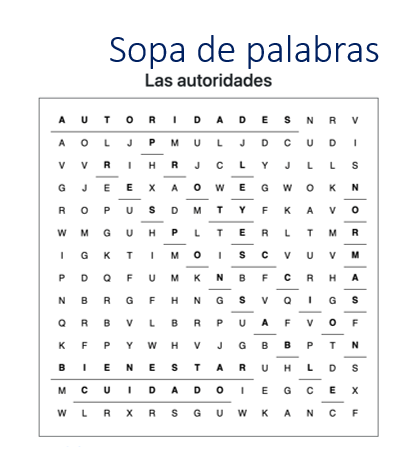 Sopa de palabras
Las autoridades
A U T O R I D A D E S N R V
A O L J P M U L J D C U D I
V V R I H R J C L Y J L L S
G J E E X A O W E G W O K N
R O P U S D M T Y F K A V O
W M G U H P L T E R L T M R
I G K T I M O I S C V U V M
P D Q F U M K N B F C R H A
N B R G F H N G S V Q I G S
Q R B V L B R P U A F V O F
K F P Y W H V J G B B P T N
B I E N E S T A R U H L D S
M C U I D A D O I E G C E X
W L R X R S G U W K A N C F